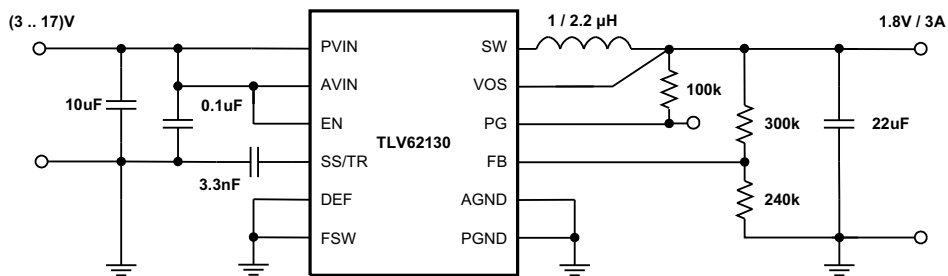 (3 .. 17)V
1 / 2.2 µH
1.8V / 3A
PVIN
SW
AVIN
VOS
10uF
0.1uF
100k
EN
PG
300k
22uF
TLV62130
SS/TR
FB
3.3nF
240k
DEF
AGND
FSW
PGND